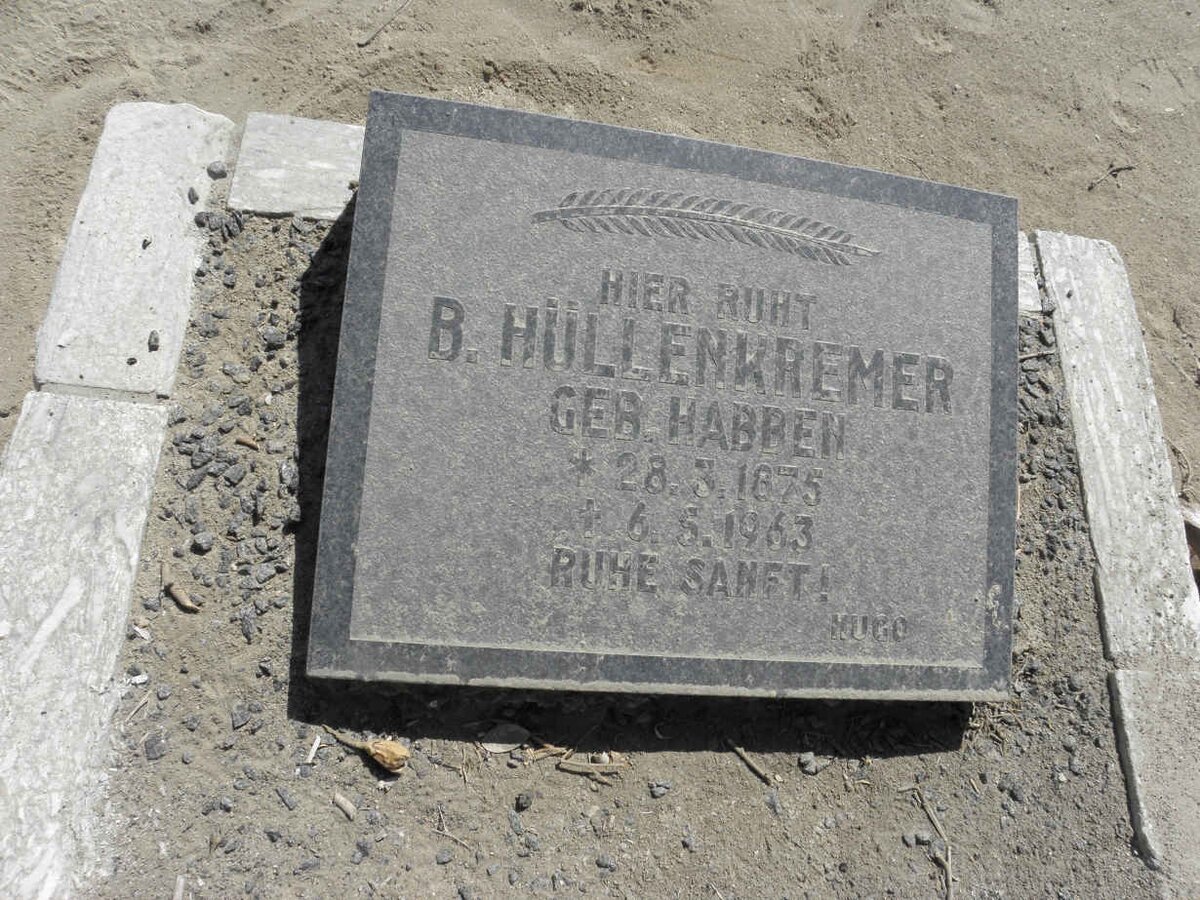 HIER RUHT
B. HÜLLENKREMER
GEB. HABBEN
* 28. 3. 1875
† 6. 5. 1963
RUHE SANFT!
HUGO